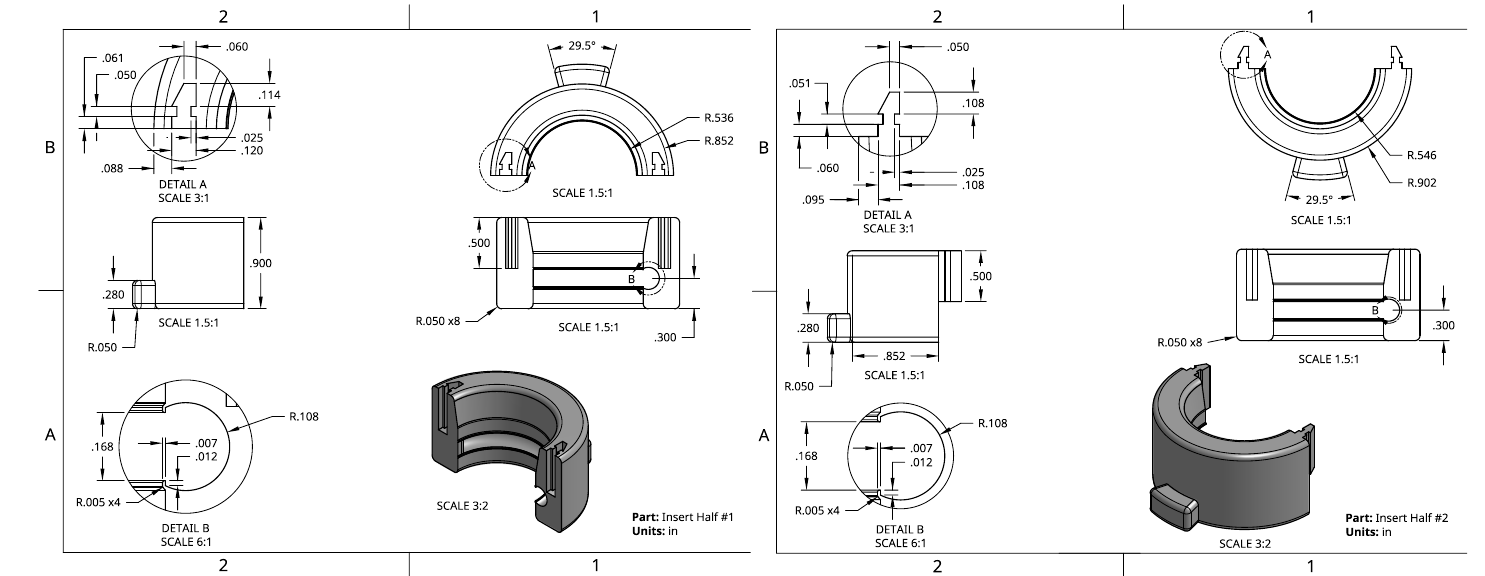 2
1
2
1
B
B
.061
.060
.050
.114
.025
.120
.088
DETAIL A
SCALE 3:1
29.5°
R.536
R.852
A
SCALE 1.5:1
.050
.051
.108
.060
.025
.108
.095
DETAIL A
SCALE 3:1
A
R.546
R.902
29.5°
SCALE 1.5:1
.900
.280
R.050
SCALE 1.5:1
.500
B
R.050 x8
SCALE 1.5:1
.300
.500
.280
.852
R.050
SCALE 1.5:1
B
R.050 x8
.300
SCALE 1.5:1
A
A
R.108
.168
.007
.012
R.005 x4
DETAIL B
SCALE 6:1
SCALE 3:2
Part: Insert Half #1
Units: in
R.108
.168
.007
.012
R.005 x4
DETAIL B
SCALE 6:1
SCALE 3:2
Part: Insert Half #2
Units: in
2
1
2
1